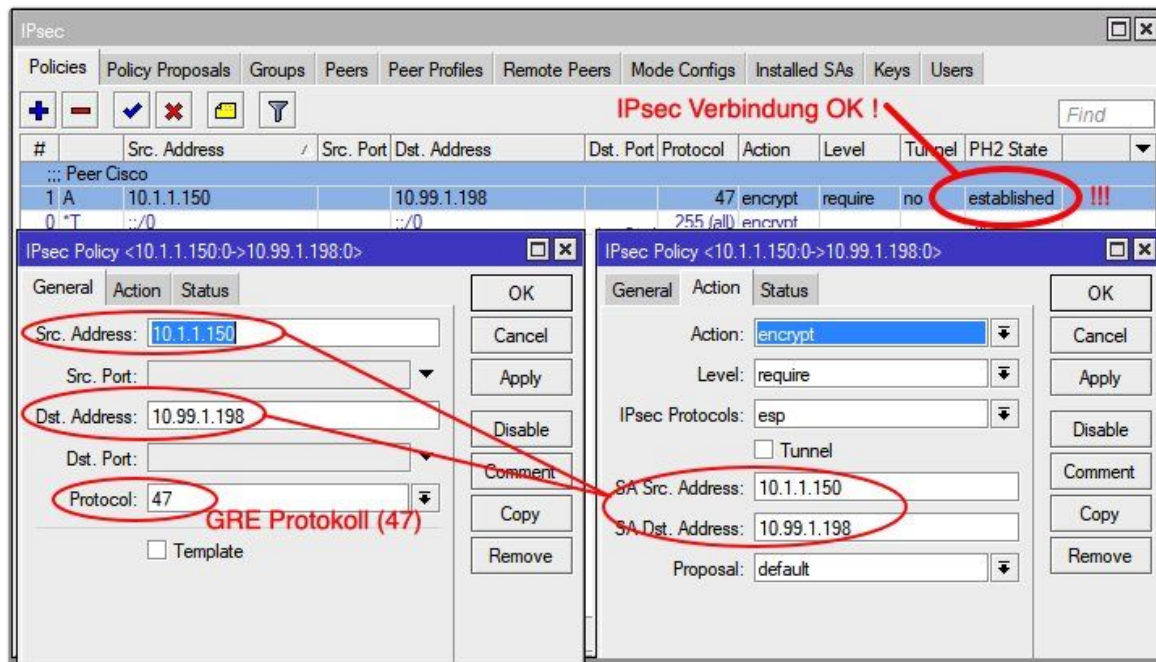 IPsec
Policies Policy Proposals Groups Peers Peer Profiles Remote Peers Mode Configs Installed SAs Keys Users
IPsec Verbindung OK !
Find
# Src. Address / Src. Port Dst. Address Dst. Port Protocol Action Level Tunnel PH2 State
::: Peer Cisco
1 A 10.1.1.150 10.99.1.198 47 encrypt require no established !!!
0 *T ::/0 ::/0 255 (all) encrypt
IPsec Policy <10.1.1.150:0->10.99.1.198:0>
General Action Status
OK
Src. Address: 10.1.1.150
Cancel
Src. Port:
Apply
Dst. Address: 10.99.1.198
Disable
Dst. Port:
Comment
Protocol: 47
GRE Protokoll (47)
Copy
Template
Remove
IPsec Policy <10.1.1.150:0->10.99.1.198:0>
General Action Status
OK
Action: encrypt
Cancel
Level: require
Apply
IPsec Protocols: esp
Disable
Tunnel
Comment
SA Src. Address: 10.1.1.150
Copy
SA Dst. Address: 10.99.1.198
Remove
Proposal: default